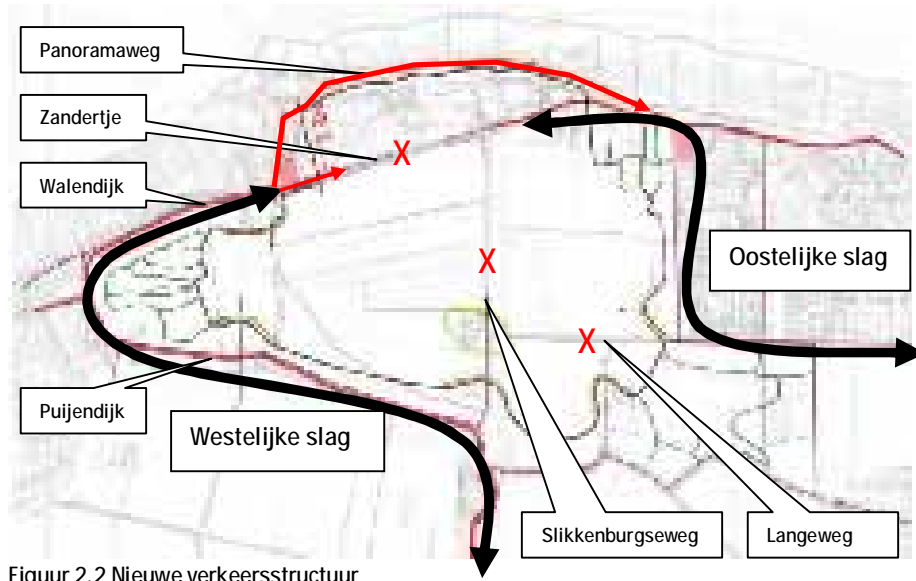 Panoramaweg
Zandertje
X
Walendijk
X
Oostelijke slag
X
Puijendijk
Westelijke slag
Slikkenburgseweg
Langeweg
Figuur 2.2 Nieuwe verkeersstructuur